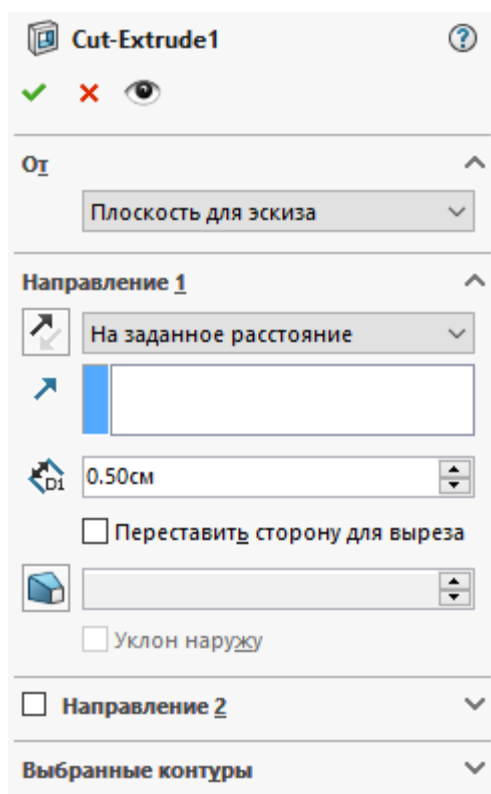 Cut-Extrude1
От
Плоскость для эскиза
Направление 1
На заданное расстояние
D1
0.50см
Переставить сторону для выреза
Уклон наружу
Направление 2
Выбранные контуры